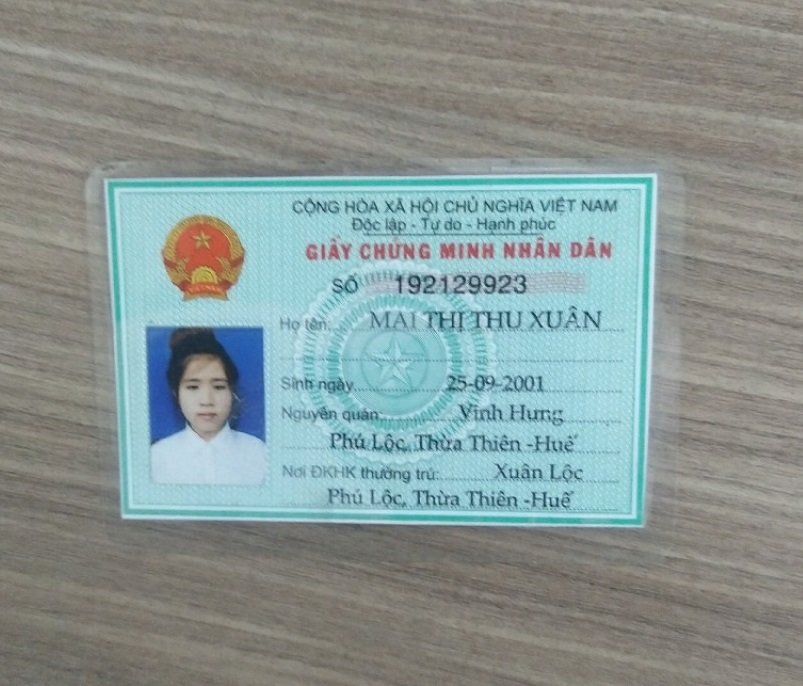 CỘNG HÒA XÃ HỘI CHỦ NGHĨA VIỆT NAM
Độc lập - Tự do - Hạnh phúc
GIẤY CHỨNG MINH NHÂN DÂN
SỐ 192129923
Họ tên: MAI THỊ THU XUÂN
Sinh ngày 25-09-2001
Nguyên quán: Vinh Hưng
Phú Lộc, Thừa Thiên -Huế
Nơi ĐKHK thường trú: Xuân Lộc
Phú Lộc, Thừa Thiên -Huế
VIỆT NAM